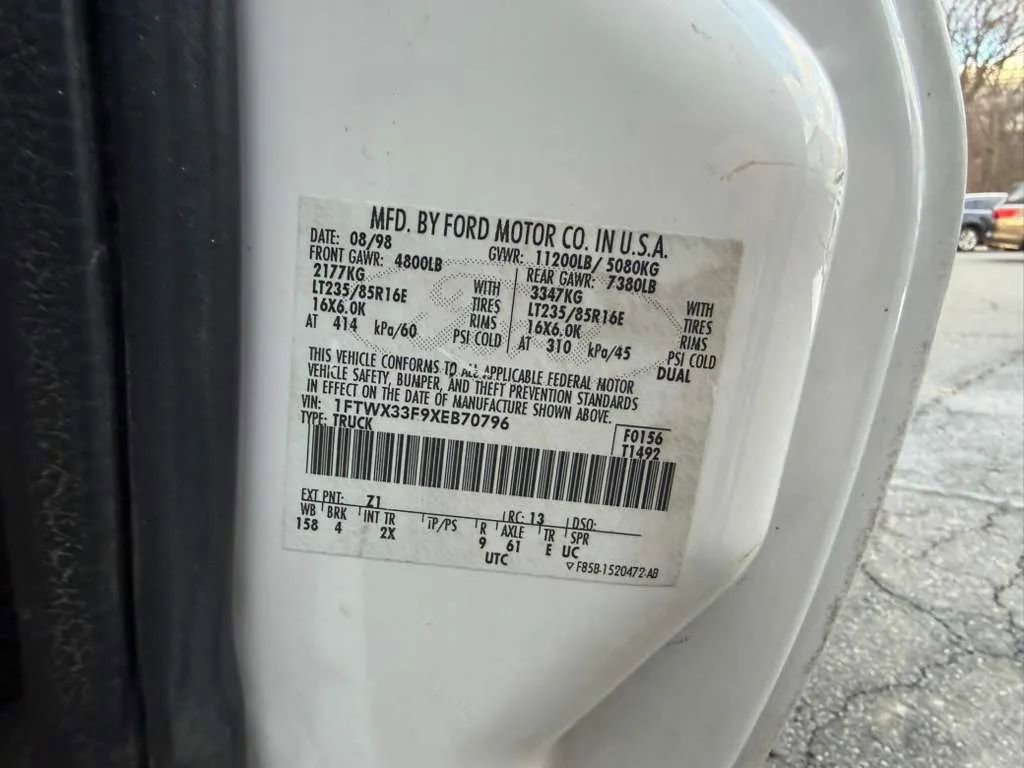 MFD. BY FORD MOTOR CO. IN U.S.A.
DATE: 08/98 GVWR: 11200LB/ 5080KG
FRONT GAWR: 4800LB REAR GAWR: 7380LB
2177KG WITH 3347KG WITH
LT235/85R16E TIRES LT235/85R16E TIRES
16X6.0K RIMS 16X6.0K RIMS
AT 414 kPa/60 PSI COLD AT 310 kPa/45 PSI COLD
DUAL
THIS VEHICLE CONFORMS TO ALL APPLICABLE FEDERAL MOTOR
VEHICLE SAFETY, BUMPER, AND THEFT PREVENTION STANDARDS
IN EFFECT ON THE DATE OF MANUFACTURE SHOWN ABOVE.
VIN: 1FTWX33F9XEB70796
TYPE: TRUCK
F0156
T1492
EXT PNT: Z1 RC: 13 DSO:
WB BRK INT TR TP/PS R AXLE TR SPR
158 4 2X 9 61 E UC
UTC
F85B-1520472-AB